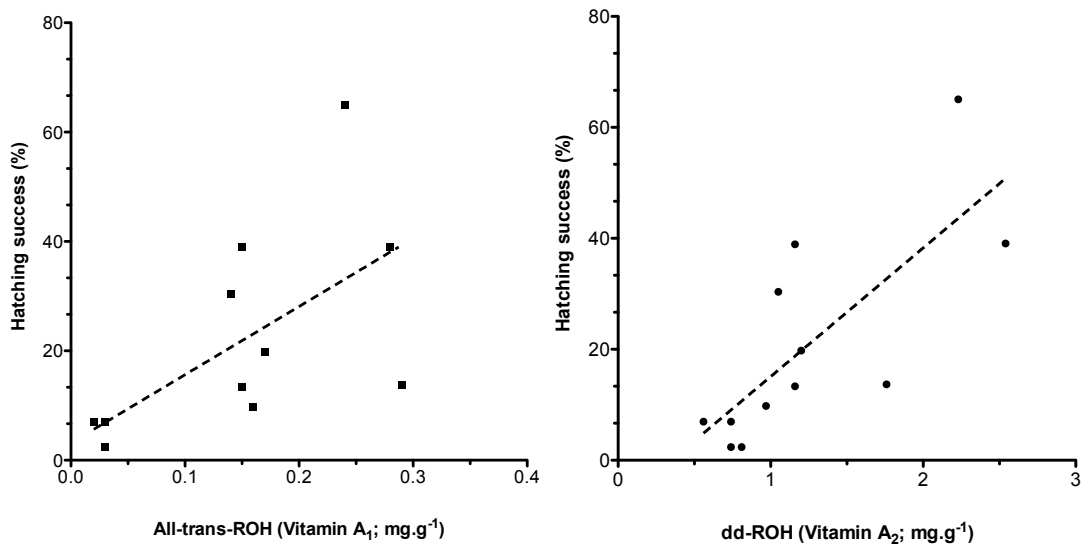 80
60
40
20
0
Hatching success (%)
0.0 0.1 0.2 0.3 0.4
All-trans-ROH (Vitamin A₁; mg.g⁻¹)
80
60
40
20
0
Hatching success (%)
0 1 2 3
dd-ROH (Vitamin A₂; mg.g⁻¹)